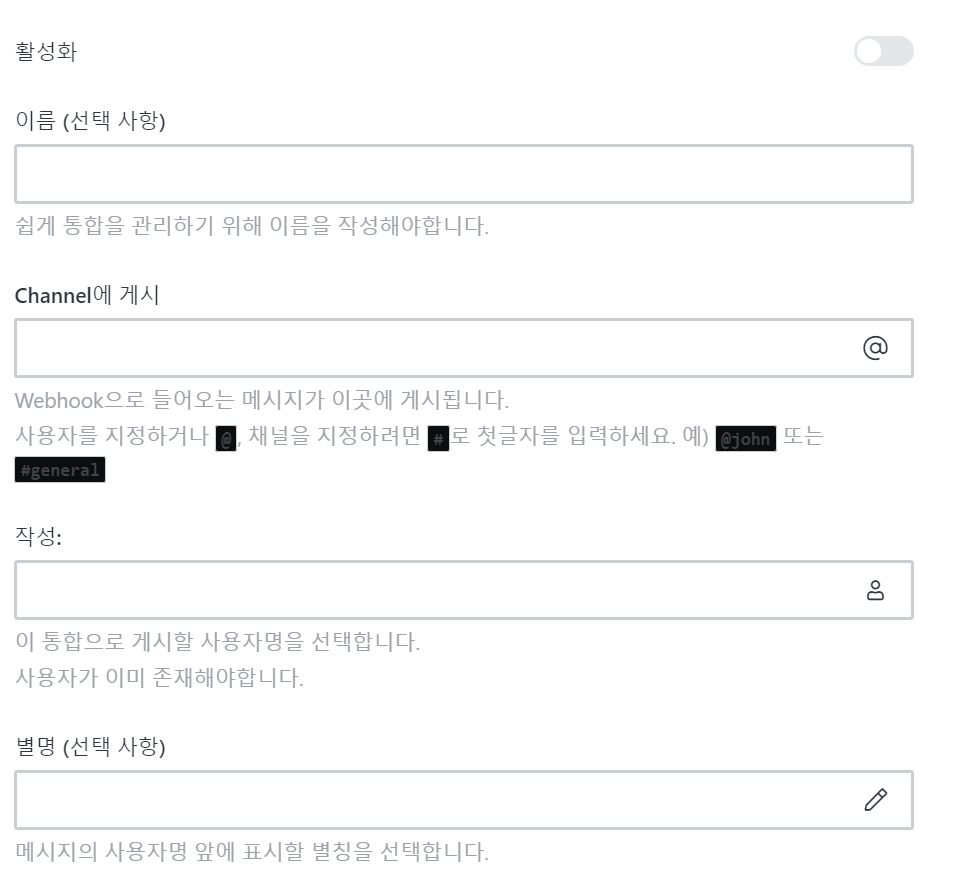 활성화
이름 (선택 사항)
쉽게 통합을 관리하기 위해 이름을 작성해야합니다.
Channel에 게시
@
Webhook으로 들어오는 메시지가 이곳에 게시됩니다.
사용자를 지정하거나 @, 채널을 지정하려면 #로 첫글자를 입력하세요. 예) @john 또는
#general
작성:
이 통합으로 게시할 사용자명을 선택합니다.
사용자가 이미 존재해야합니다.
별명 (선택 사항)
메시지의 사용자명 앞에 표시할 별칭을 선택합니다.